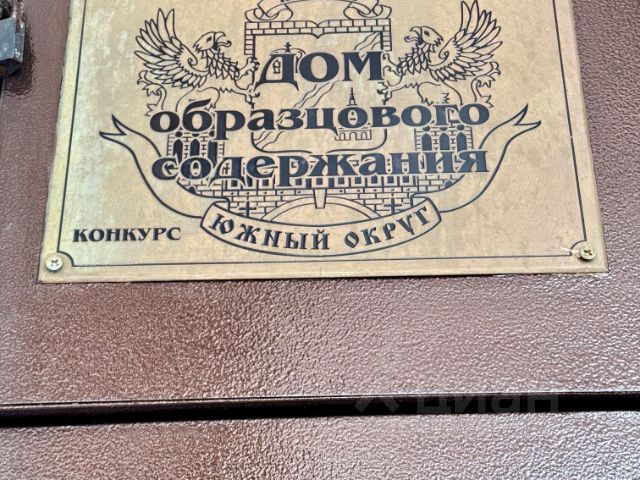 ДОМ
образцового
содержания
КОНКУРС
ЮЖНЫЙ ОКРУГ
циан